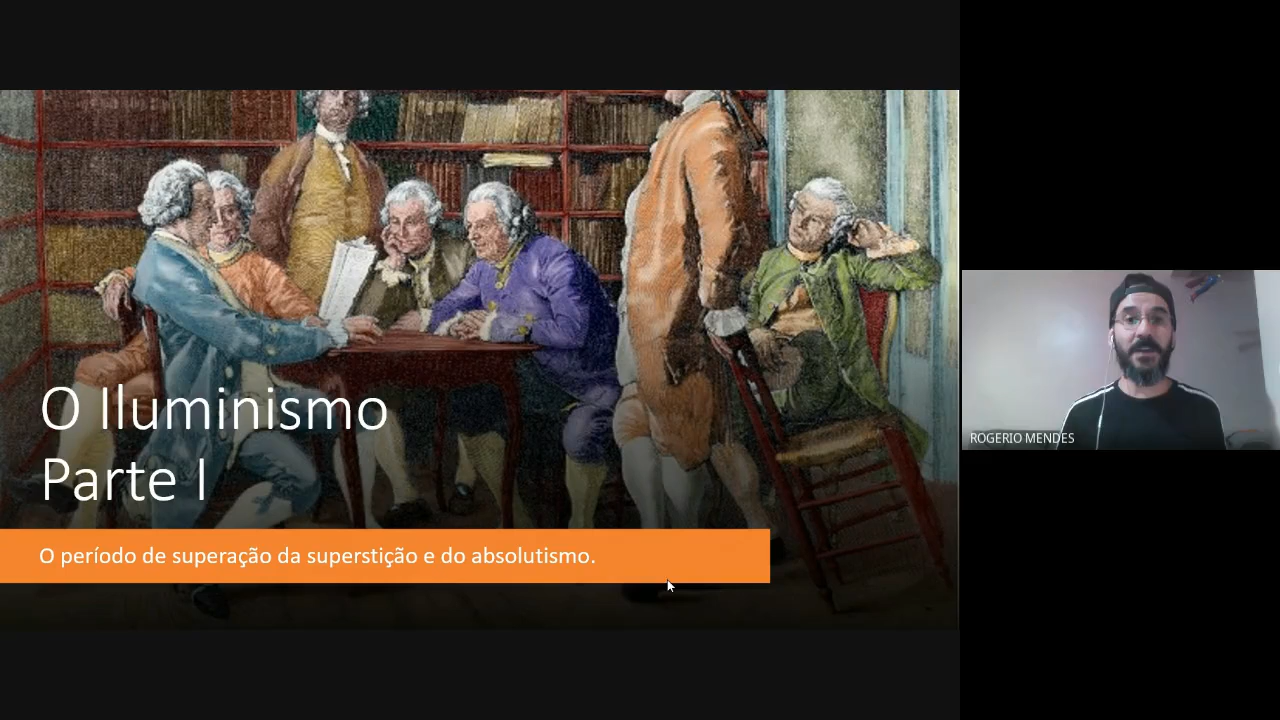 O Iluminismo
Parte I
O período de superação da superstição e do absolutismo.
ROGERIO MENDES